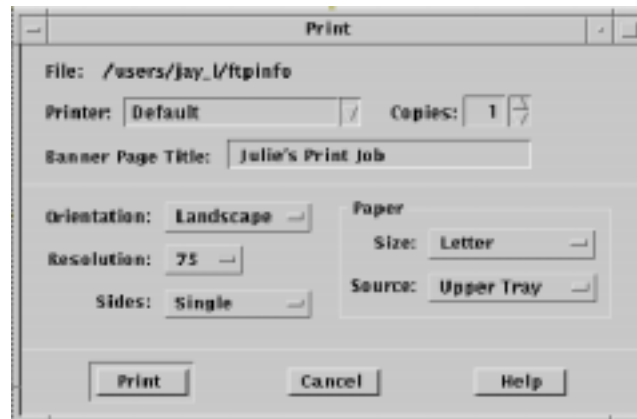 Print
File: /users/jay_l/ftpinfo
Printer: Default Copies: 1
Banner Page Title: Julie's Print Job
Orientation: Landscape
Paper
Size: Letter
Resolution: 75
Source: Upper Tray
Sides: Single
Print Cancel Help